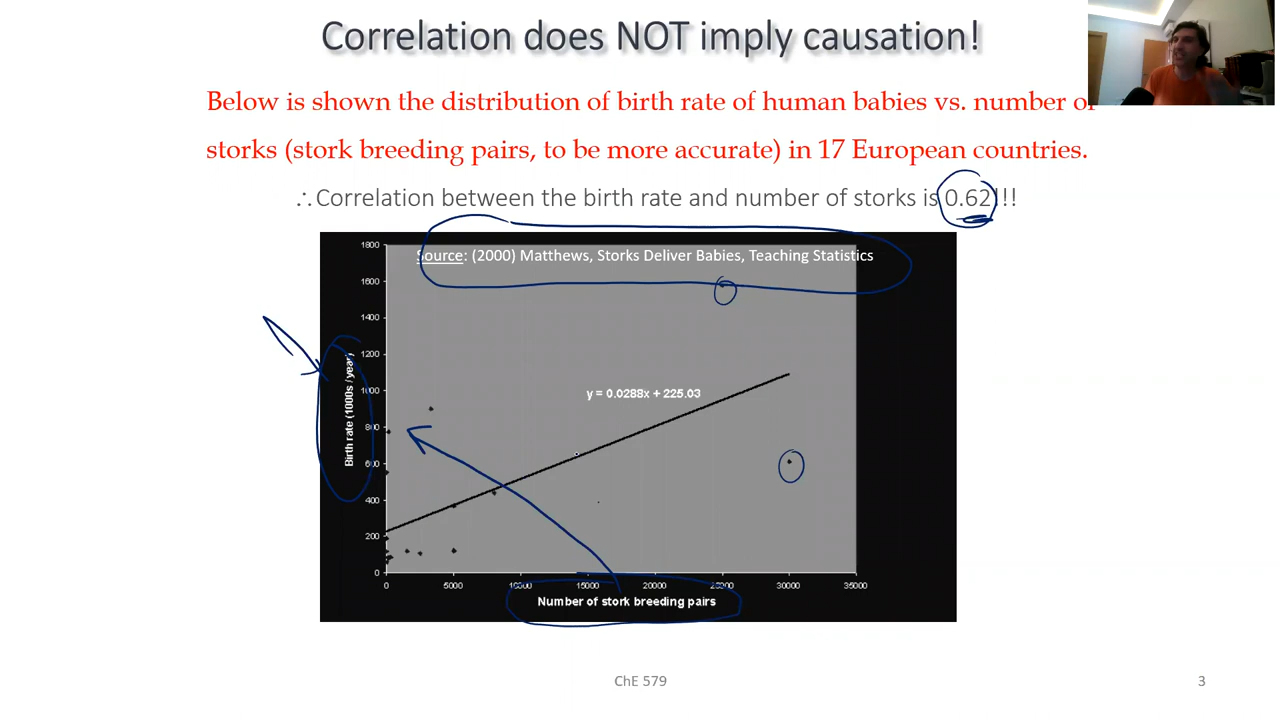 Correlation does NOT imply causation!
Below is shown the distribution of birth rate of human babies vs. number of
storks (stork breeding pairs, to be more accurate) in 17 European countries.
∴Correlation between the birth rate and number of storks is 0.62!!!
Source: (2000) Matthews, Storks Deliver Babies, Teaching Statistics
Birth rate (1000s /year)
1800
1600
1400
1200
1000
800
600
400
200
0
y = 0.0288x + 225.03
0 5000 10000 15000 20000 25000 30000 35000
Number of stork breeding pairs
ChE 579
3